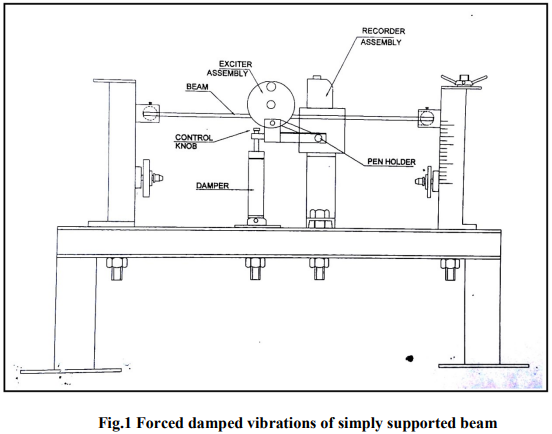 RECORDER
ASSEMBLY
EXCITER
ASSEMBLY
BEAM
CONTROL
KNOB
PEN HOLDER
DAMPER
Fig.1 Forced damped vibrations of simply supported beam